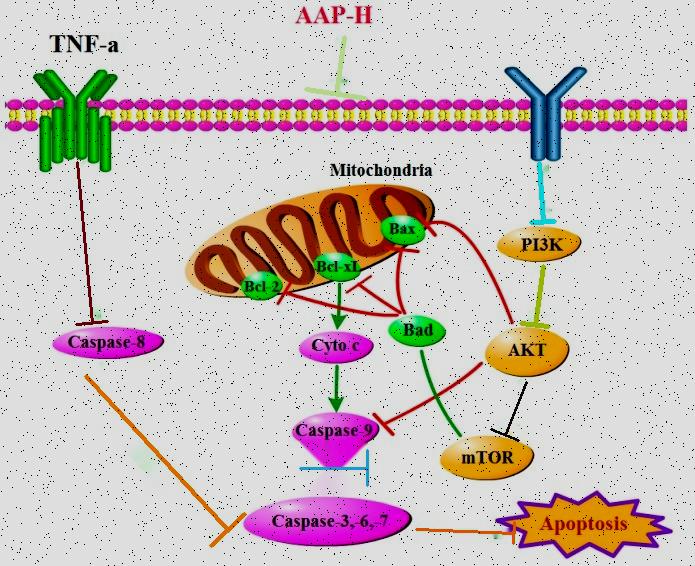 AAP-H
TNF-a
Mitochondria
Bax
PI3K
Bcl-xL
Bcl-2
Bad
Caspase-8
Cyto c
AKT
Caspase-9
mTOR
Caspase-3, -6, -7
Apoptosis